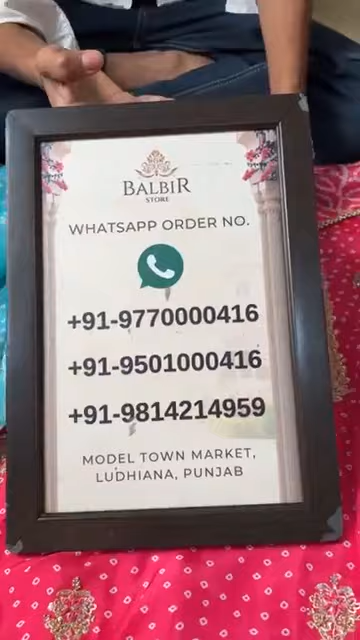 BALBIR
STORE
WHATSAPP ORDER NO.
+91-9770000416
+91-9501000416
+91-9814214959
MODEL TOWN MARKET,
LUDHIANA, PUNJAB